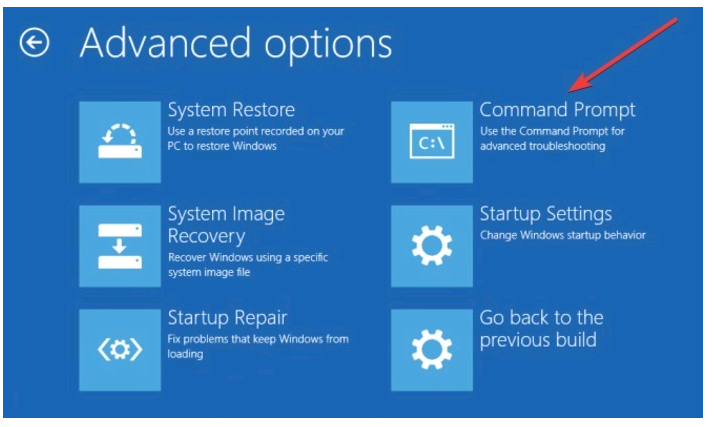 Advanced options
System Restore
Use a restore point recorded on your
PC to restore Windows
System Image
Recovery
Recover Windows using a specific
system image file
Startup Repair
Fix problems that keep Windows from
loading
Command Prompt
Use the Command Prompt for
advanced troubleshooting
C:\
Startup Settings
Change Windows startup behavior
Go back to the
previous build